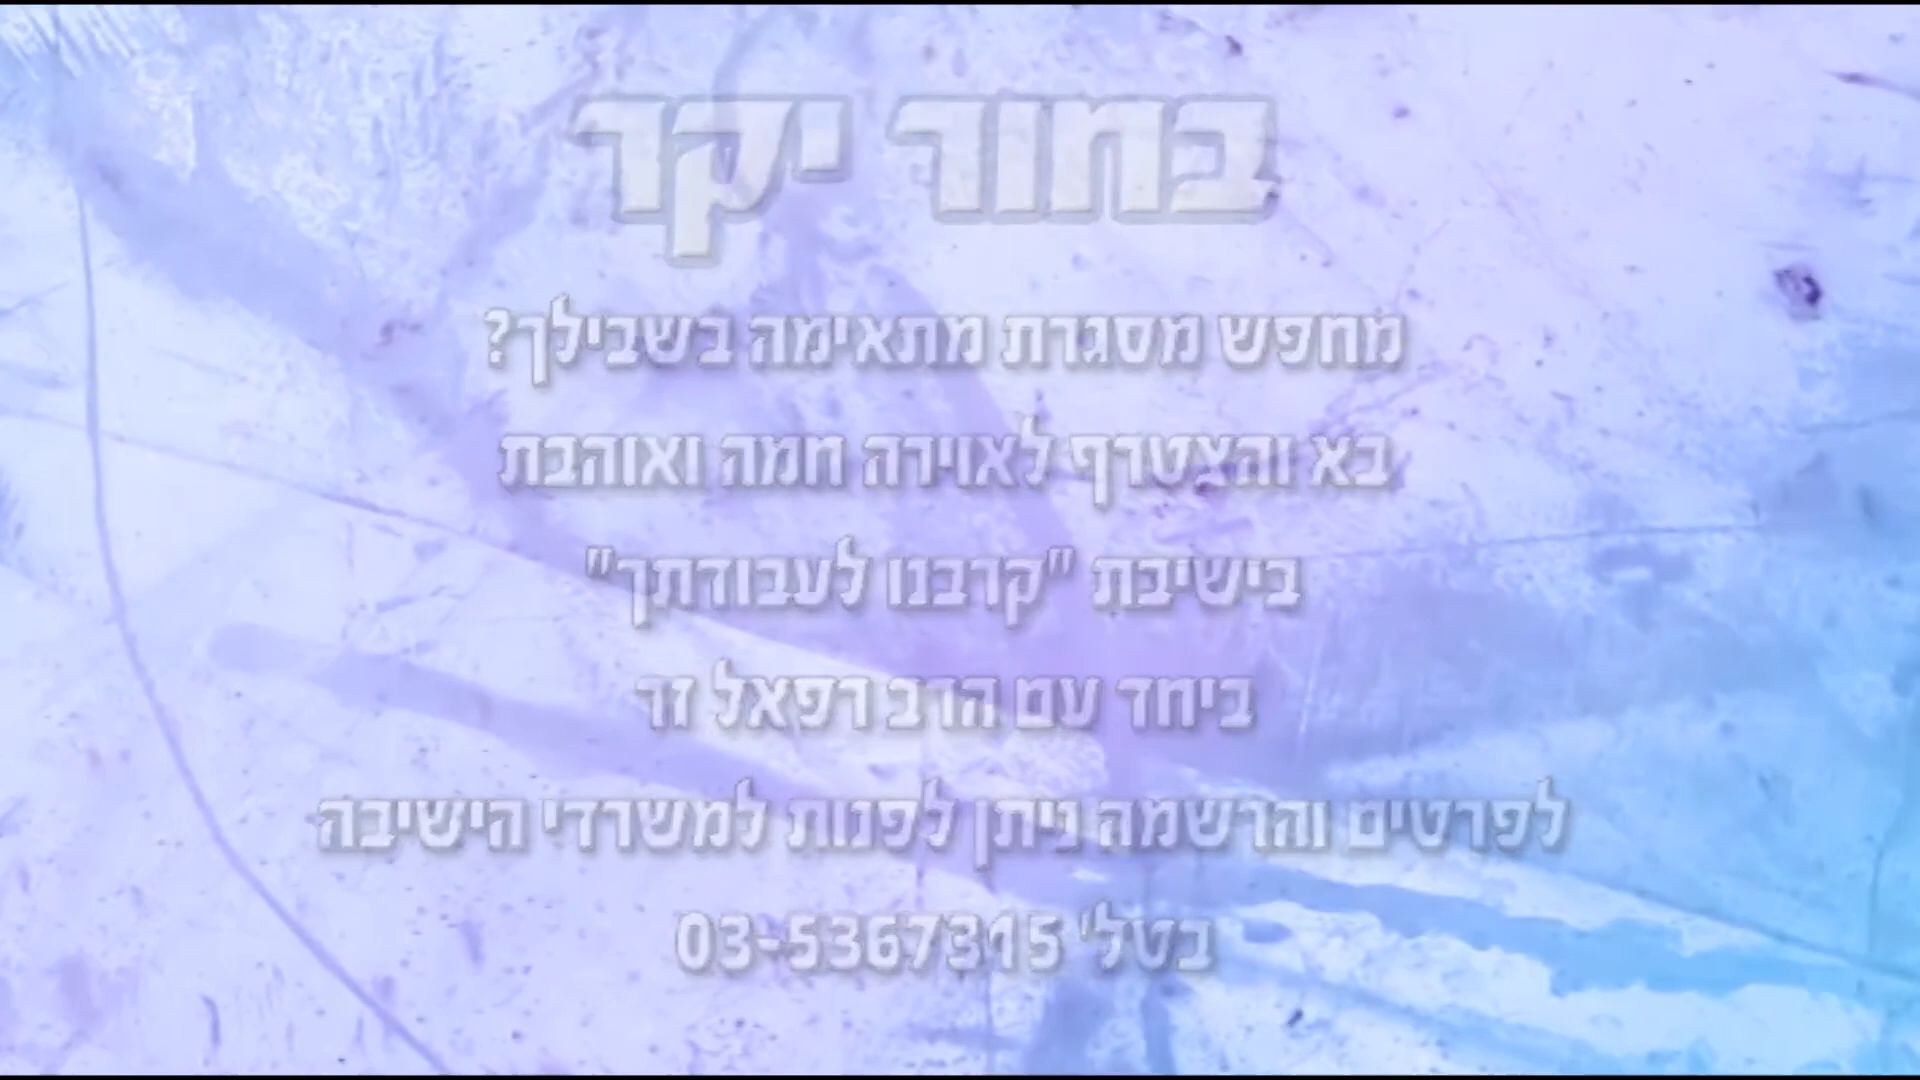 בחור יקר
מחפש מסגרת מתאימה בשבילך?
בא והצטרף לאוירה חמה ואוהבת
בישיבת "קרבנו לעבודתך"
ביחד עם הרב רפאל זר
לפרטים והרשמה ניתן לפנות למשרדי הישיבה
בטל' 03-5367315